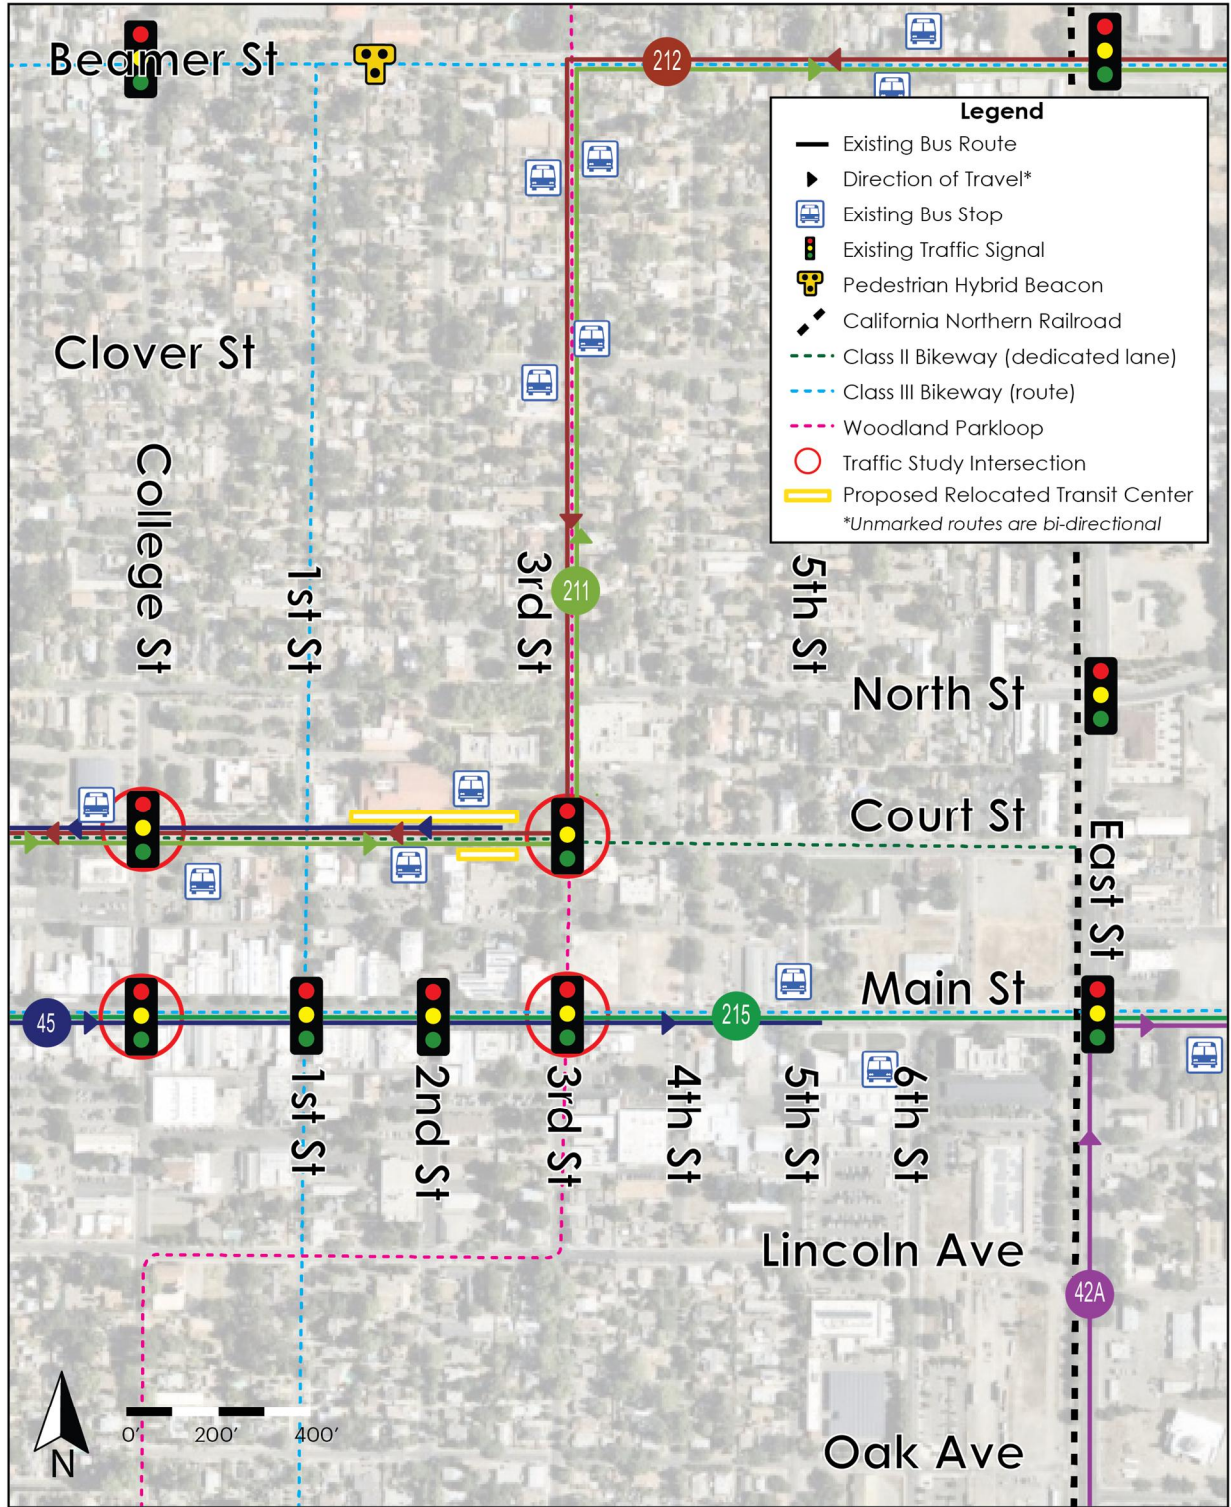 Beamer St
212
Legend
Existing Bus Route
Direction of Travel*
Existing Bus Stop
Existing Traffic Signal
Pedestrian Hybrid Beacon
California Northern Railroad
Class II Bikeway (dedicated lane)
Class III Bikeway (route)
Woodland Parkloop
Traffic Study Intersection
Proposed Relocated Transit Center
*Unmarked routes are bi-directional
Clover St
College St
1st St
3rd St
211
5th St
North St
Court St
East St
Main St
45
215
1st St
2nd St
3rd St
4th St
5th St
6th St
Lincoln Ave
42A
0' 200' 400'
N
Oak Ave